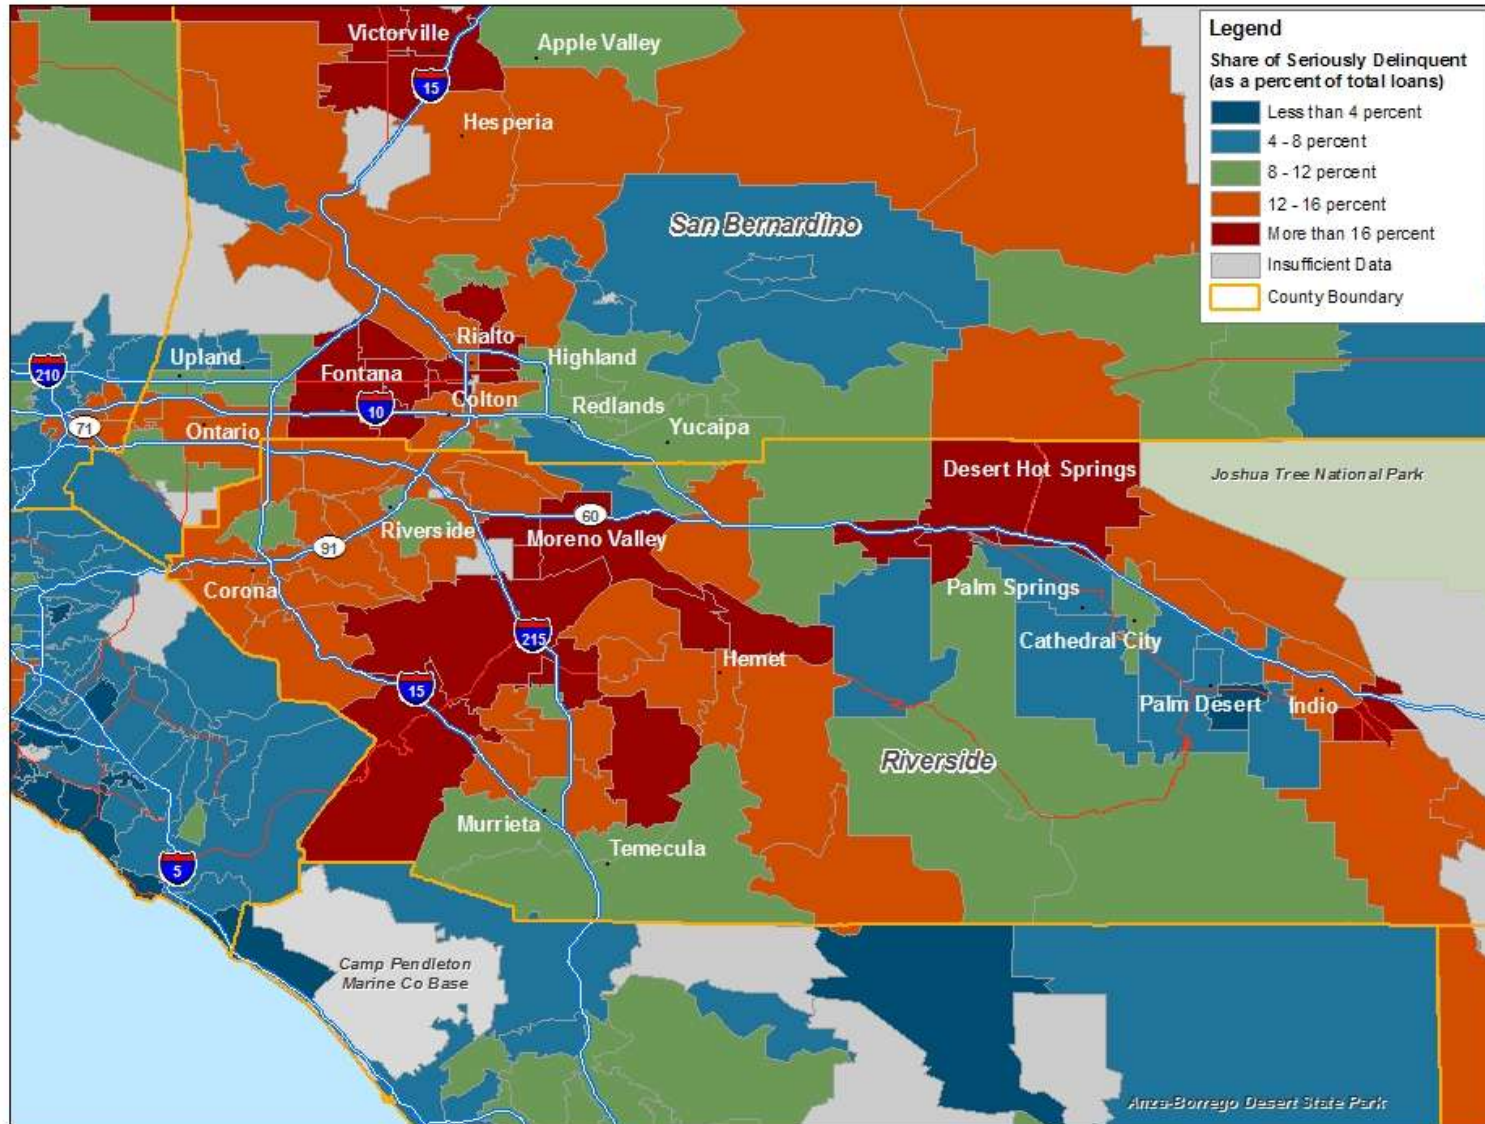 Victorville
Apple Valley
15
Hesperia
Legend
Share of Seriously Delinquent
(as a percent of total loans)
Less than 4 percent
4 - 8 percent
8 - 12 percent
12 - 16 percent
More than 16 percent
Insufficient Data
County Boundary
San Bernardino
Rialto
Upland
Highland
210
Fontana
10
Colton
Redlands
71
Ontario
Yucaipa
Desert Hot Springs
Joshua Tree National Park
Riverside
60
91
Moreno Valley
Corona
Palm Springs
215
Cathedral City
Hemet
15
Palm Desert
Indio
Riverside
Murrieta
Temecula
5
Camp Pendleton
Marine Co Base
Anza-Borrego Desert State Park